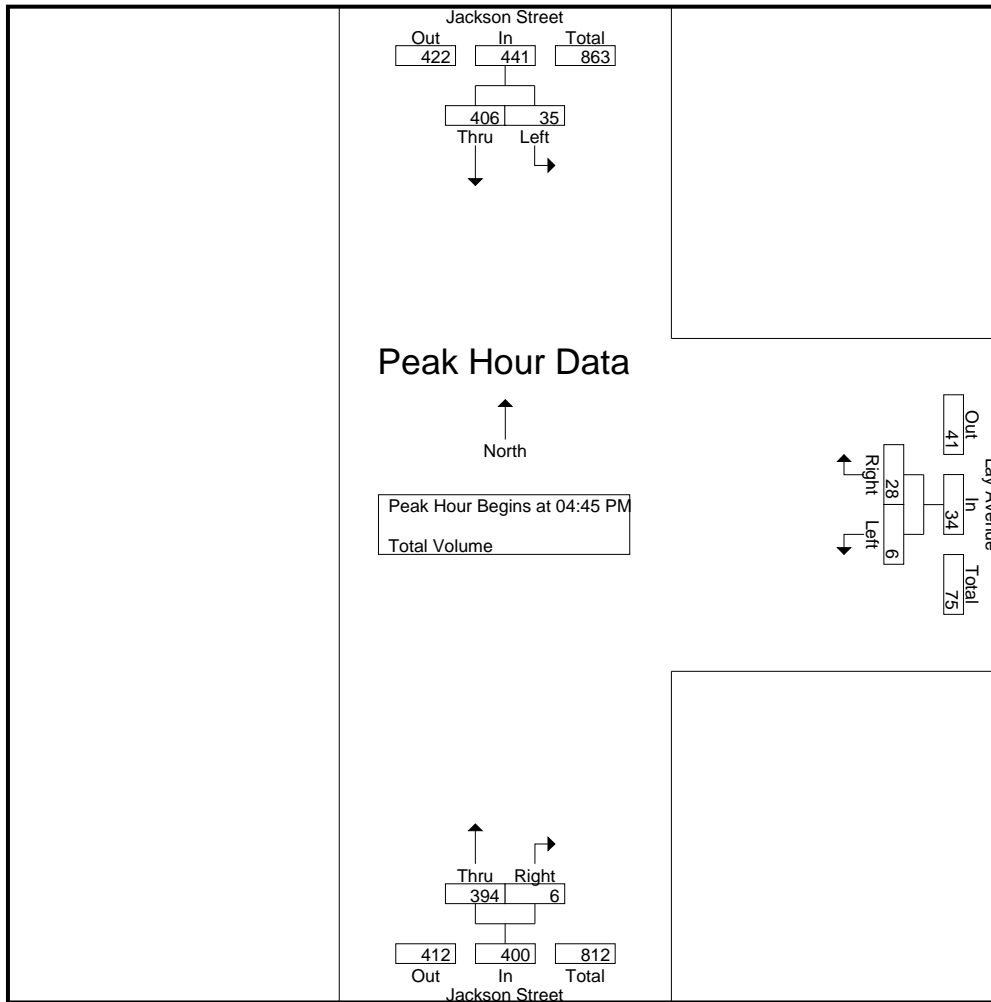 Jackson Street
Out In Total
422 441 863
406 35
Thru Left
Peak Hour Data
North
Peak Hour Begins at 04:45 PM
Total Volume
Lay Avenue
Out In Total
41 34 75
28 6
Right Left
Thru Right
394 6
412 400 812
Out In Total
Jackson Street